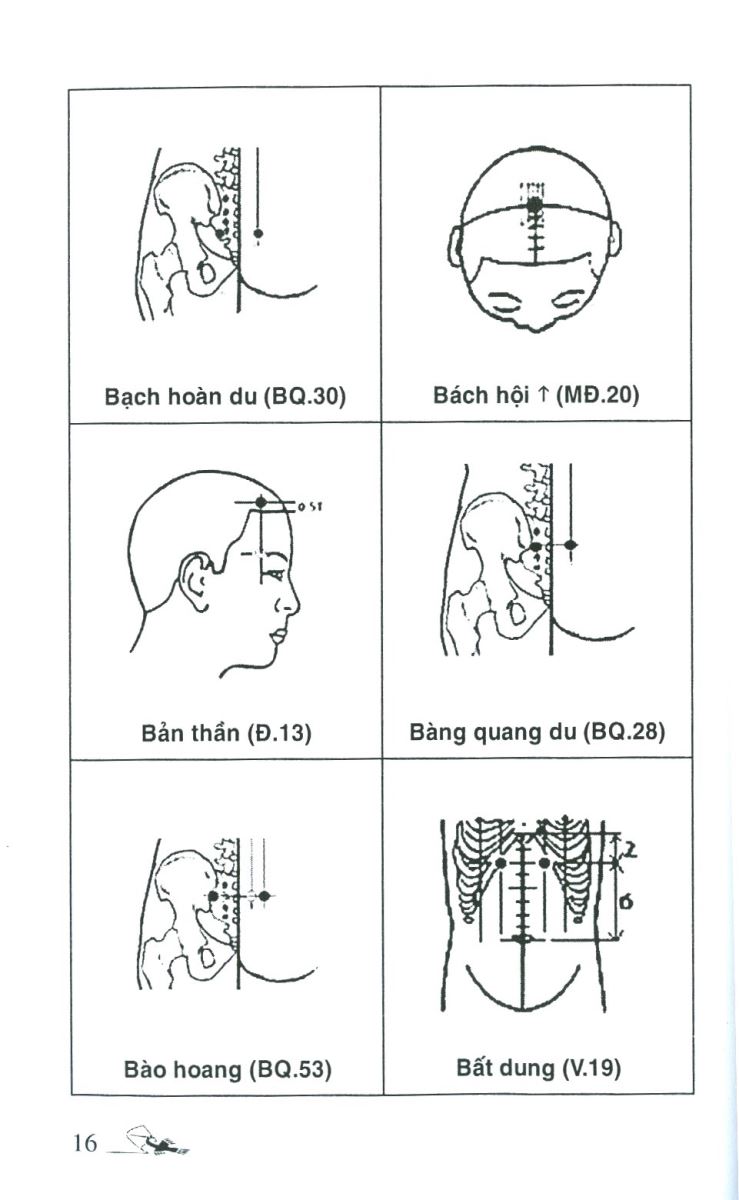 Bạch hoàn du (BQ.30)
Bách hội ↑ (MĐ.20)
0 5T
Bản thần (Đ.13)
Bàng quang du (BQ.28)
2
6
Bào hoang (BQ.53)
Bất dung (V.19)
16